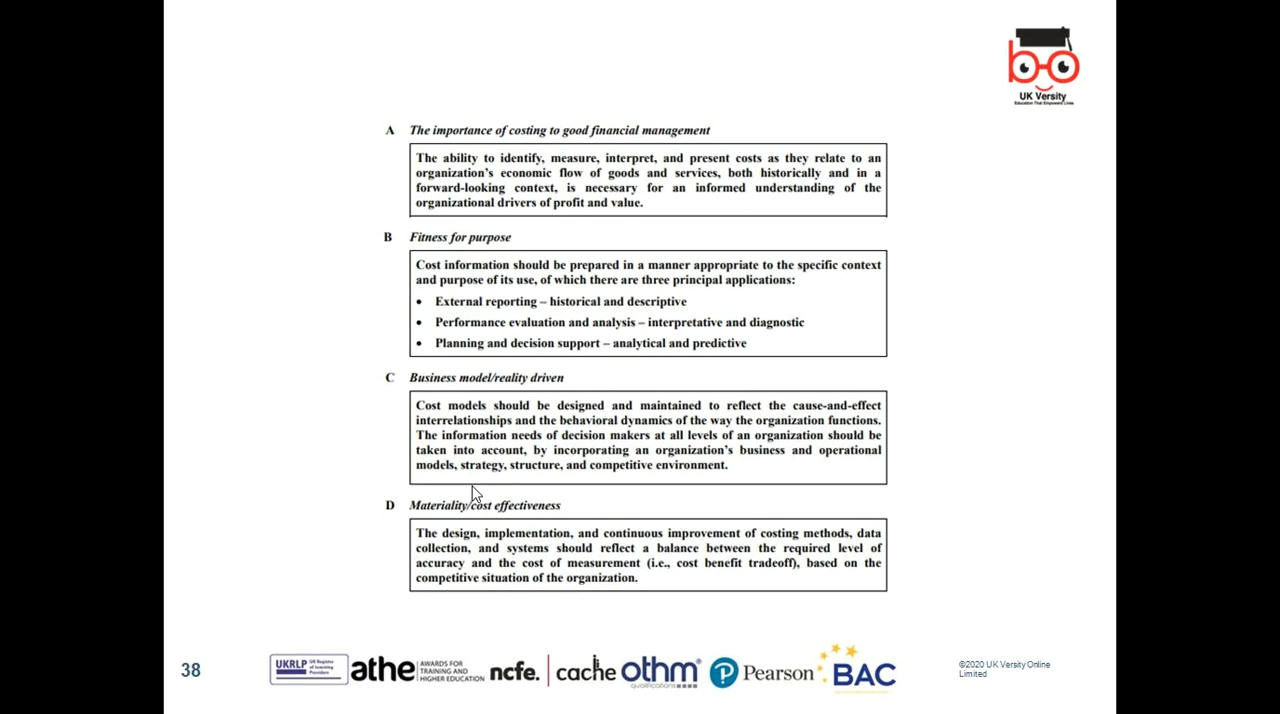 UK Versity
Education That Empowers Lives
A The importance of costing to good financial management
The ability to identify, measure, interpret, and present costs as they relate to an
organization's economic flow of goods and services, both historically and in a
forward-looking context, is necessary for an informed understanding of the
organizational drivers of profit and value.
B Fitness for purpose
Cost information should be prepared in a manner appropriate to the specific context
and purpose of its use, of which there are three principal applications:
• External reporting – historical and descriptive
• Performance evaluation and analysis – interpretative and diagnostic
• Planning and decision support – analytical and predictive
C Business model/reality driven
Cost models should be designed and maintained to reflect the cause-and-effect
interrelationships and the behavioral dynamics of the way the organization functions.
The information needs of decision makers at all levels of an organization should be
taken into account, by incorporating an organization's business and operational
models, strategy, structure, and competitive environment.
D Materiality/cost effectiveness
The design, implementation, and continuous improvement of costing methods, data
collection, and systems should reflect a balance between the required level of
accuracy and the cost of measurement (i.e., cost benefit tradeoff), based on the
competitive situation of the organization.
38
UKRLP UK Register of Learning Providers
athe AWARDS FOR TRAINING AND HIGHER EDUCATION
ncfe.
cache
othm qualifications
Pearson
BAC
©2020 UK Versity Online
Limited